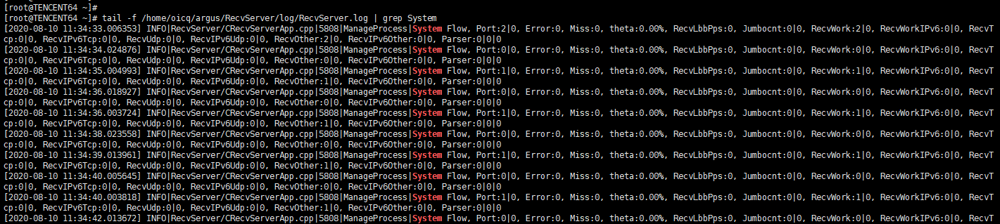 [root@TENCENT64 ~]#
[root@TENCENT64 ~]# tail -f /home/oicq/argus/RecvServer/log/RecvServer.log | grep System
[2020-08-10 11:34:33.006353] INFO|RecvServer/CRecvServerApp.cpp|5808|ManageProcess|System Flow, Port:2|0, Error:0, Miss:0, theta:0.00%, RecvLbbPps:0, Jumbocnt:0|0, RecvWork:2|0, RecvWorkIPv6:0|0, RecvT
cp:0|0, RecvIPv6Tcp:0|0, RecvUdp:0|0, RecvIPv6Udp:0|0, RecvOther:2|0, RecvIPv6Other:0|0, Parser:0|0|0
[2020-08-10 11:34:34.024876] INFO|RecvServer/CRecvServerApp.cpp|5808|ManageProcess|System Flow, Port:0|0, Error:0, Miss:0, theta:0.00%, RecvLbbPps:0, Jumbocnt:0|0, RecvWork:0|0, RecvWorkIPv6:0|0, RecvT
cp:0|0, RecvIPv6Tcp:0|0, RecvUdp:0|0, RecvIPv6Udp:0|0, RecvOther:0|0, RecvIPv6Other:0|0, Parser:0|0|0
[2020-08-10 11:34:35.004993] INFO|RecvServer/CRecvServerApp.cpp|5808|ManageProcess|System Flow, Port:1|0, Error:0, Miss:0, theta:0.00%, RecvLbbPps:0, Jumbocnt:0|0, RecvWork:1|0, RecvWorkIPv6:0|0, RecvT
cp:0|0, RecvIPv6Tcp:0|0, RecvUdp:0|0, RecvIPv6Udp:0|0, RecvOther:1|0, RecvIPv6Other:0|0, Parser:0|0|0
[2020-08-10 11:34:36.018927] INFO|RecvServer/CRecvServerApp.cpp|5808|ManageProcess|System Flow, Port:0|0, Error:0, Miss:0, theta:0.00%, RecvLbbPps:0, Jumbocnt:0|0, RecvWork:0|0, RecvWorkIPv6:0|0, RecvT
cp:0|0, RecvIPv6Tcp:0|0, RecvUdp:0|0, RecvIPv6Udp:0|0, RecvOther:0|0, RecvIPv6Other:0|0, Parser:0|0|0
[2020-08-10 11:34:36.003724] INFO|RecvServer/CRecvServerApp.cpp|5808|ManageProcess|System Flow, Port:1|0, Error:0, Miss:0, theta:0.00%, RecvLbbPps:0, Jumbocnt:0|0, RecvWork:1|0, RecvWorkIPv6:0|0, RecvT
cp:0|0, RecvIPv6Tcp:0|0, RecvUdp:0|0, RecvIPv6Udp:0|0, RecvOther:1|0, RecvIPv6Other:0|0, Parser:0|0|0
[2020-08-10 11:34:38.023558] INFO|RecvServer/CRecvServerApp.cpp|5808|ManageProcess|System Flow, Port:0|0, Error:0, Miss:0, theta:0.00%, RecvLbbPps:0, Jumbocnt:0|0, RecvWork:0|0, RecvWorkIPv6:0|0, RecvT
cp:0|0, RecvIPv6Tcp:0|0, RecvUdp:0|0, RecvIPv6Udp:0|0, RecvOther:0|0, RecvIPv6Other:0|0, Parser:0|0|0
[2020-08-10 11:34:39.013961] INFO|RecvServer/CRecvServerApp.cpp|5808|ManageProcess|System Flow, Port:1|0, Error:0, Miss:0, theta:0.00%, RecvLbbPps:0, Jumbocnt:0|0, RecvWork:1|0, RecvWorkIPv6:0|0, RecvT
cp:0|0, RecvIPv6Tcp:0|0, RecvUdp:0|0, RecvIPv6Udp:0|0, RecvOther:1|0, RecvIPv6Other:0|0, Parser:0|0|0
[2020-08-10 11:34:40.005645] INFO|RecvServer/CRecvServerApp.cpp|5808|ManageProcess|System Flow, Port:0|0, Error:0, Miss:0, theta:0.00%, RecvLbbPps:0, Jumbocnt:0|0, RecvWork:0|0, RecvWorkIPv6:0|0, RecvT
cp:0|0, RecvIPv6Tcp:0|0, RecvUdp:0|0, RecvIPv6Udp:0|0, RecvOther:0|0, RecvIPv6Other:0|0, Parser:0|0|0
[2020-08-10 11:34:40.003818] INFO|RecvServer/CRecvServerApp.cpp|5808|ManageProcess|System Flow, Port:1|0, Error:0, Miss:0, theta:0.00%, RecvLbbPps:0, Jumbocnt:0|0, RecvWork:1|0, RecvWorkIPv6:0|0, RecvT
cp:0|0, RecvIPv6Tcp:0|0, RecvUdp:0|0, RecvIPv6Udp:0|0, RecvOther:1|0, RecvIPv6Other:0|0, Parser:0|0|0
[2020-08-10 11:34:42.013672] INFO|RecvServer/CRecvServerApp.cpp|5808|ManageProcess|System Flow, Port:0|0, Error:0, Miss:0, theta:0.00%, RecvLbbPps:0, Jumbocnt:0|0, RecvWork:0|0, RecvWorkIPv6:0|0, RecvT